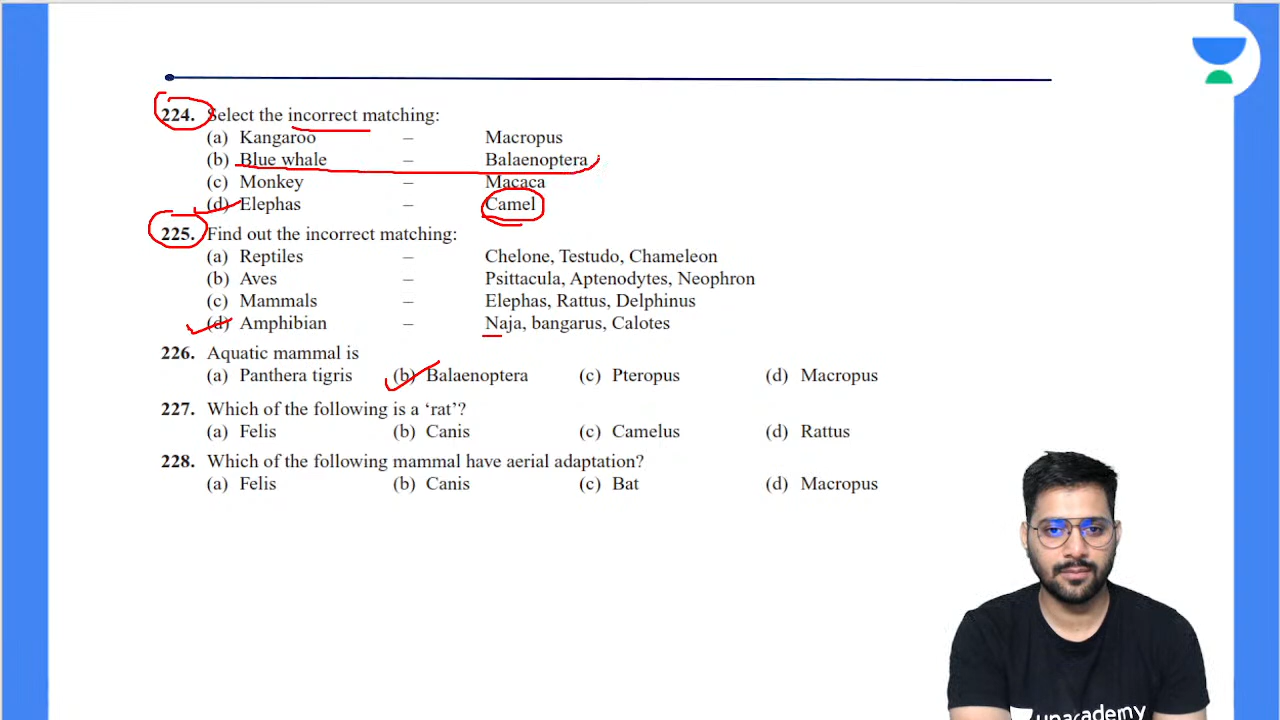 224. Select the incorrect matching:
(a) Kangaroo – Macropus
(b) Blue whale – Balaenoptera
(c) Monkey – Macaca
(d) Elephas – Camel
225. Find out the incorrect matching:
(a) Reptiles – Chelone, Testudo, Chameleon
(b) Aves – Psittacula, Aptenodytes, Neophron
(c) Mammals – Elephas, Rattus, Delphinus
(d) Amphibian – Naja, bangarus, Calotes
226. Aquatic mammal is
(a) Panthera tigris (b) Balaenoptera (c) Pteropus (d) Macropus
227. Which of the following is a ‘rat’?
(a) Felis (b) Canis (c) Camelus (d) Rattus
228. Which of the following mammal have aerial adaptation?
(a) Felis (b) Canis (c) Bat (d) Macropus
unacademy